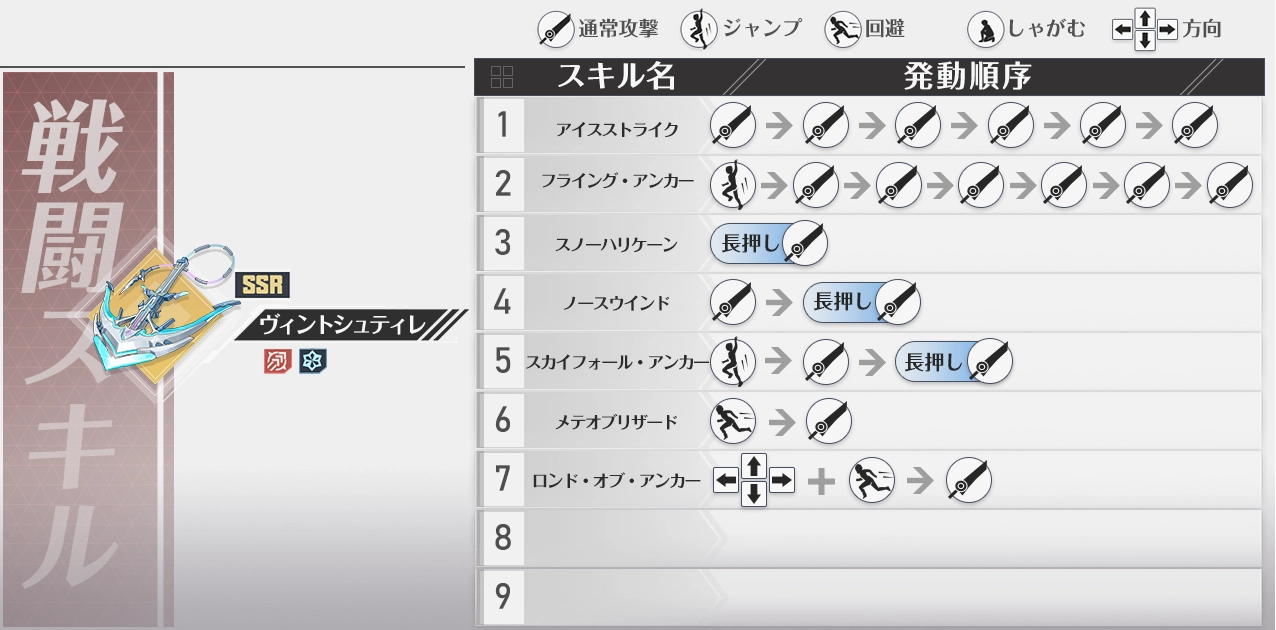 通常攻撃 ジャンプ 回避 しゃがむ 方向
戦闘スキル
SSR
ヴィントシュティレ
スキル名 発動順序
1 アイスストライク
2 フライング・アンカー
3 スノーハリケーン 長押し
4 ノースウインド 長押し
5 スカイフォール・アンカー 長押し
6 メテオブリザード
7 ロンド・オブ・アンカー
8
9